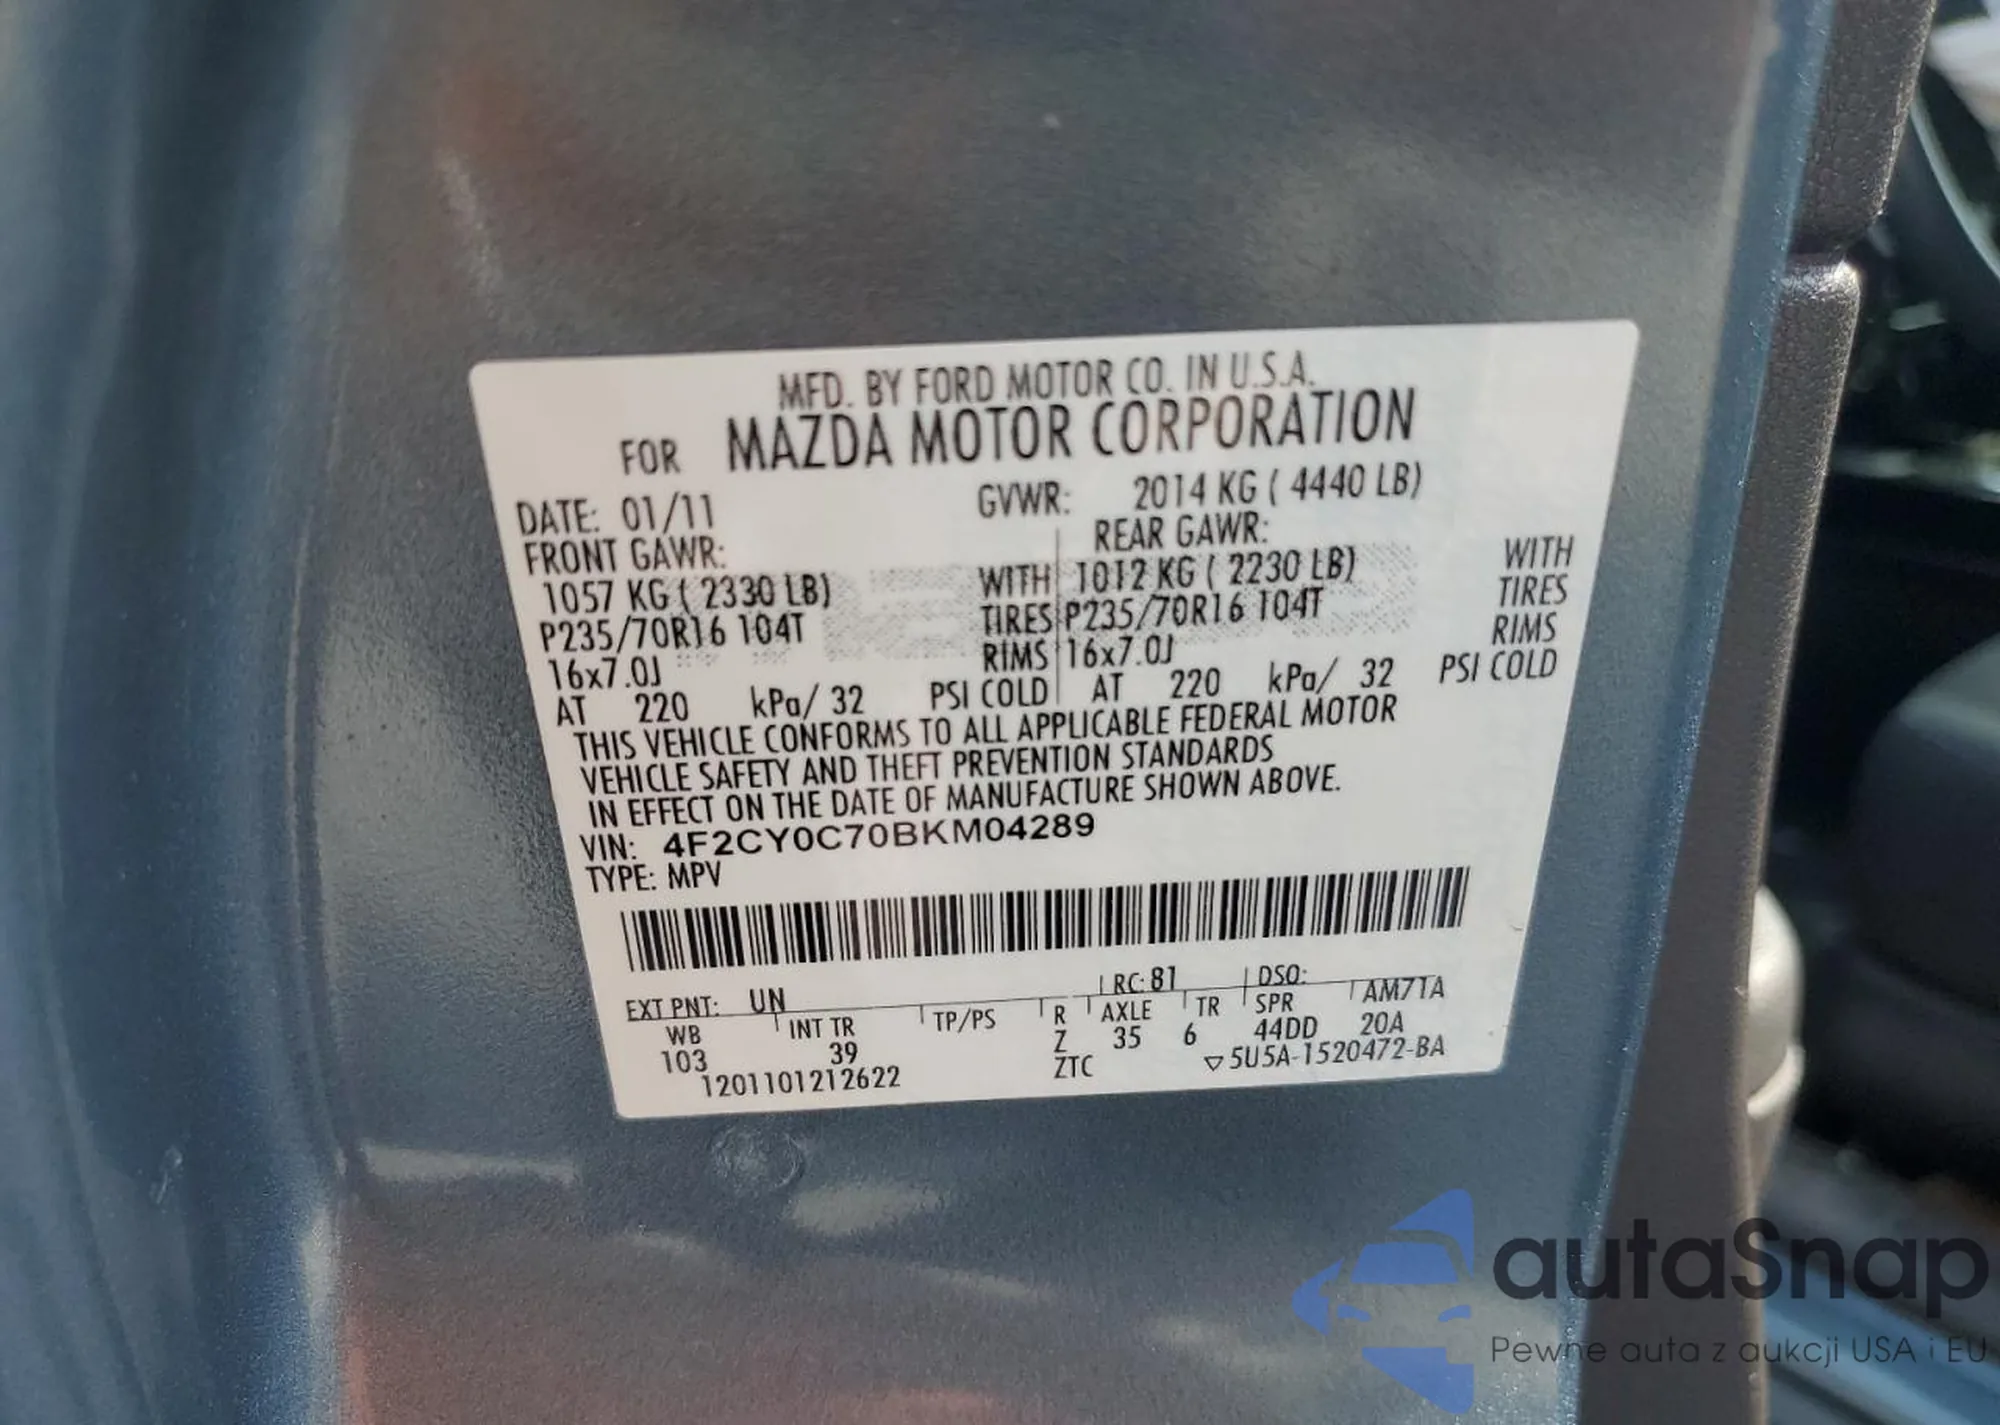 MFD. BY FORD MOTOR CO. IN U.S.A.
FOR MAZDA MOTOR CORPORATION
DATE: 01/11 GVWR: 2014 KG ( 4440 LB)
FRONT GAWR: REAR GAWR:
1057 KG ( 2330 LB) WITH 1012 KG ( 2230 LB) WITH
P235/70R16 104T TIRES P235/70R16 104T TIRES
16x7.0J RIMS 16x7.0J RIMS
AT 220 kPa/ 32 PSI COLD AT 220 kPa/ 32 PSI COLD
THIS VEHICLE CONFORMS TO ALL APPLICABLE FEDERAL MOTOR
VEHICLE SAFETY AND THEFT PREVENTION STANDARDS
IN EFFECT ON THE DATE OF MANUFACTURE SHOWN ABOVE.
VIN: 4F2CY0C70BKM04289
TYPE: MPV
EXT PNT: UN RC: 81 DSO:
WB INT TR TP/PS R AXLE TR SPR AM71A
103 39 Z 35 6 44DD 20A
1201101212622 ZTC ▽5U5A-1520472-BA
autaSnap
Pewne auta z aukcji USA i EU